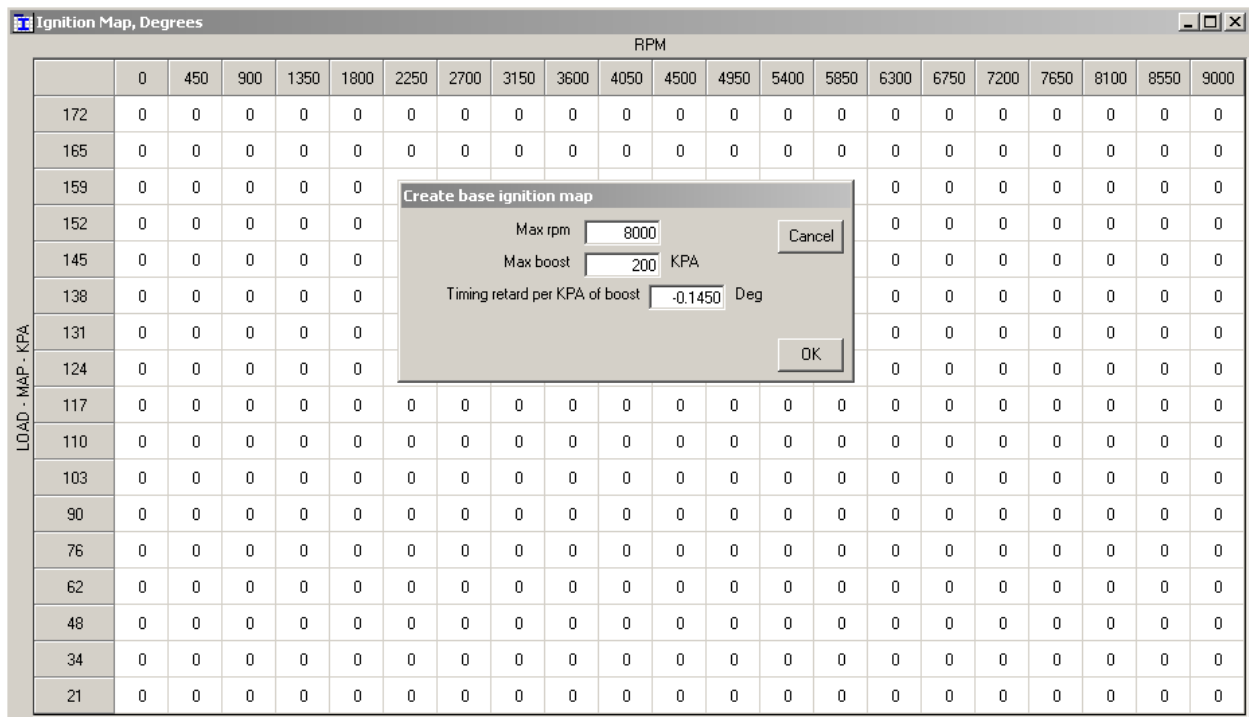 Ignition Map, Degrees
RPM
0 450 900 1350 1800 2250 2700 3150 3600 4050 4500 4950 5400 5850 6300 6750 7200 7650 8100 8550 9000
172 0 0 0 0 0 0 0 0 0 0 0 0 0 0 0 0 0 0 0 0 0
165 0 0 0 0 0 0 0 0 0 0 0 0 0 0 0 0 0 0 0 0 0
159 0 0 0 0 0 0 0 0 0 0 0 0
152 0 0 0 0 0 0 0 0 0 0 0 0
145 0 0 0 0 0 0 0 0 0 0 0 0
138 0 0 0 0 0 0 0 0 0 0 0 0
131 0 0 0 0 0 0 0 0 0 0 0 0
124 0 0 0 0 0 0 0 0 0 0 0 0
117 0 0 0 0 0 0 0 0 0 0 0 0 0 0 0 0 0 0 0 0 0
110 0 0 0 0 0 0 0 0 0 0 0 0 0 0 0 0 0 0 0 0 0
103 0 0 0 0 0 0 0 0 0 0 0 0 0 0 0 0 0 0 0 0 0
90 0 0 0 0 0 0 0 0 0 0 0 0 0 0 0 0 0 0 0 0 0
76 0 0 0 0 0 0 0 0 0 0 0 0 0 0 0 0 0 0 0 0 0
62 0 0 0 0 0 0 0 0 0 0 0 0 0 0 0 0 0 0 0 0 0
48 0 0 0 0 0 0 0 0 0 0 0 0 0 0 0 0 0 0 0 0 0
34 0 0 0 0 0 0 0 0 0 0 0 0 0 0 0 0 0 0 0 0 0
21 0 0 0 0 0 0 0 0 0 0 0 0 0 0 0 0 0 0 0 0 0
LOAD - MAP - KPA
Create base ignition map
Max rpm 8000
Cancel
Max boost 200 KPA
Timing retard per KPA of boost -0.1450 Deg
OK